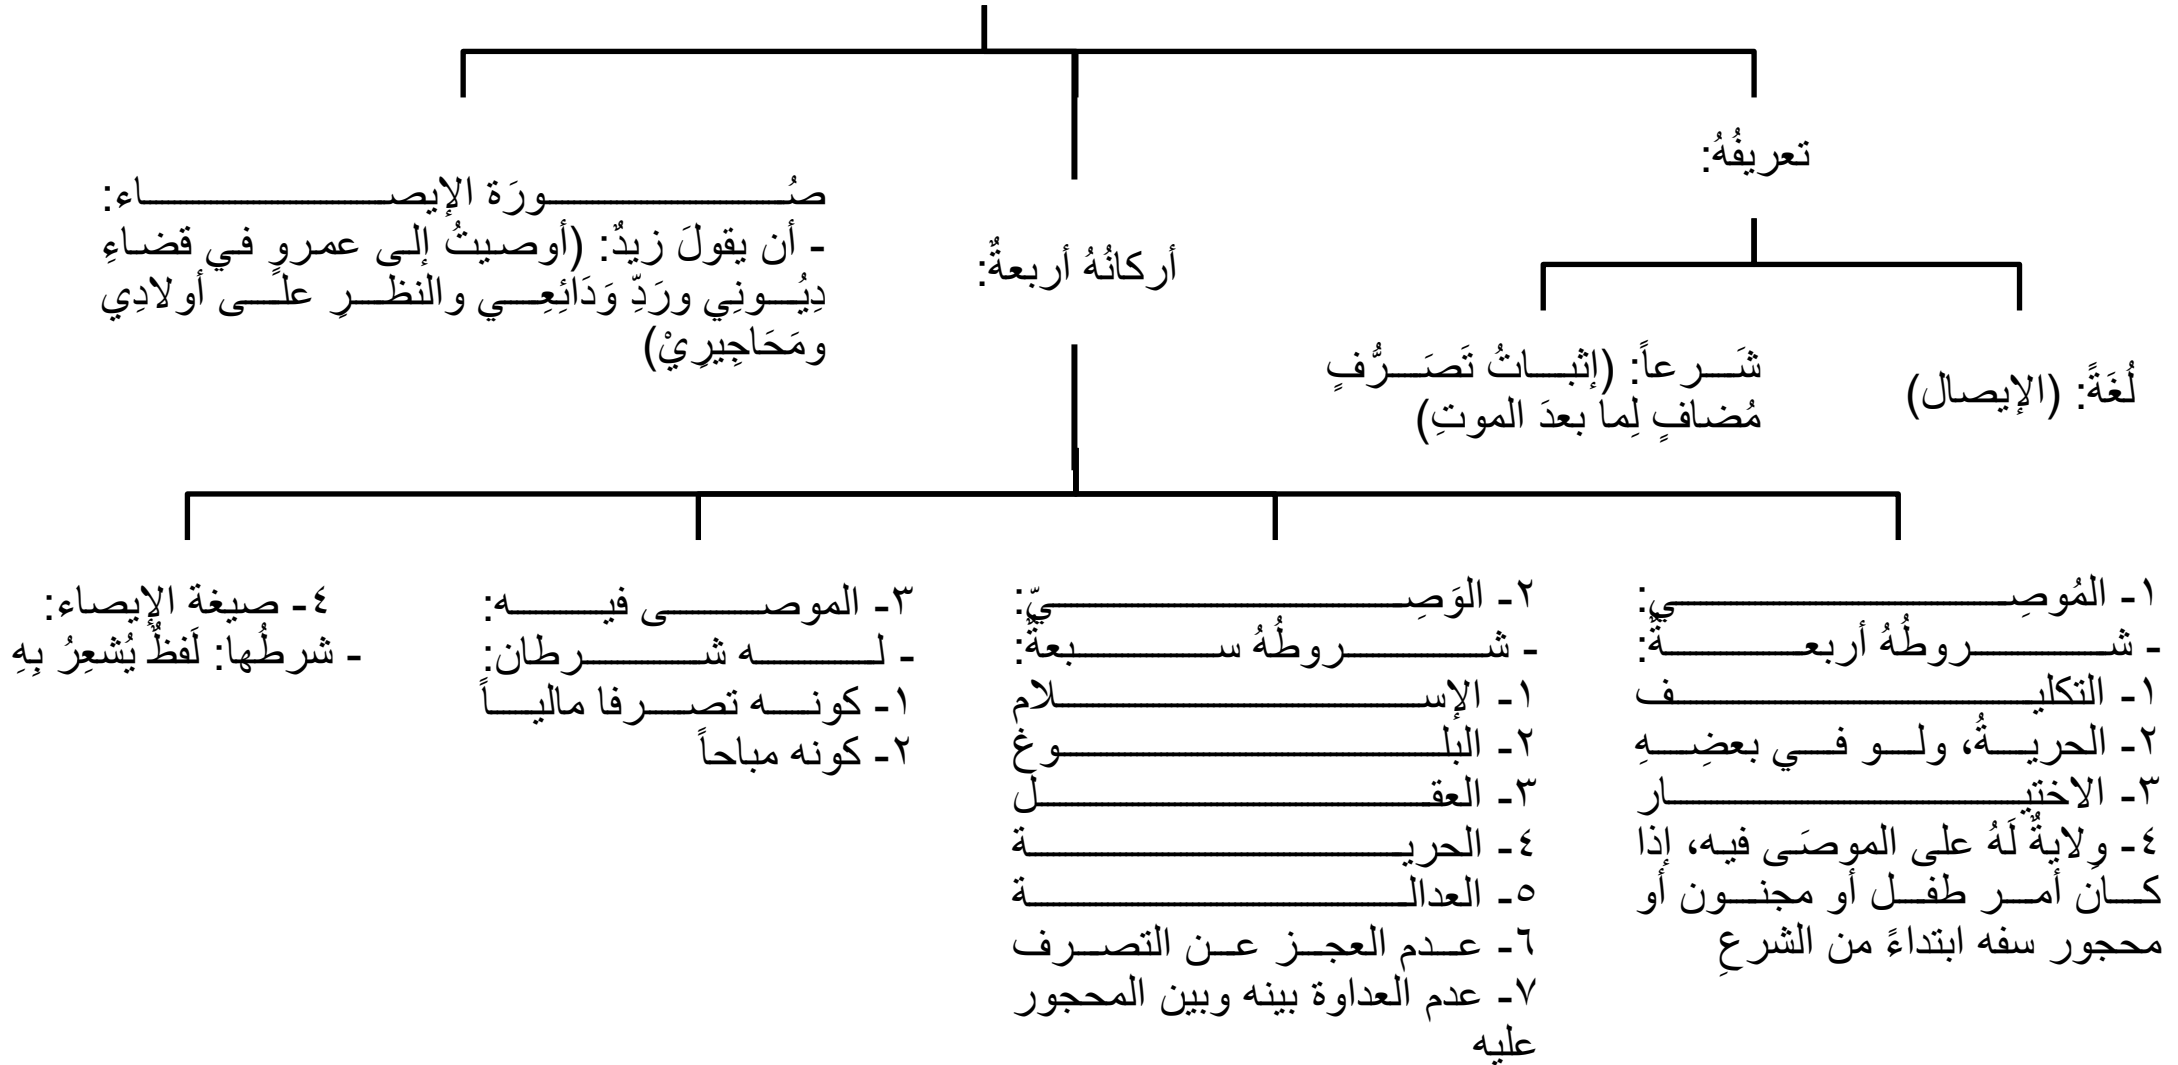 تعريفُهُ:
لُغَةً: (الإيصال)
شَرعاً: (إثباتُ تَصَرُّفٍ
مُضافٍ لِما بعدَ الموتِ)
أركانُهُ أربعةٌ:
صُورَة الإيصاء:
- أن يقولَ زيدٌ: (أوصيتُ إلى عمروٍ في قضاءِ
دِيُونِي ورَدِّ وَدَائِعِي والنظرِ على أولادِي
ومَحَاجِيرِيْ)
١- المُوصِي:
- شروطُهُ أربعةٌ:
١- التكليف
٢- الحريةُ، ولو في بعضِهِ
٣- الاختيار
٤- وِلايةٌ لَهُ على الموصَى فيه، إذا
كان أمر طفل أو مجنون أو
محجور سفه ابتداءً من الشرعِ
٢- الوَصِيّ:
- شروطُهُ سبعةٌ:
١- الإسلام
٢- البلوغ
٣- العقل
٤- الحرية
٥- العدالة
٦- عدم العجز عن التصرف
٧- عدم العداوة بينه وبين المحجور
عليه
٣- الموصى فيه:
- له شرطان:
١- كونه تصرفا مالياً
٢- كونه مباحاً
٤- صيغة الإيصاء:
- شرطُها: لَفظٌ يُشعِرُ بِهِ